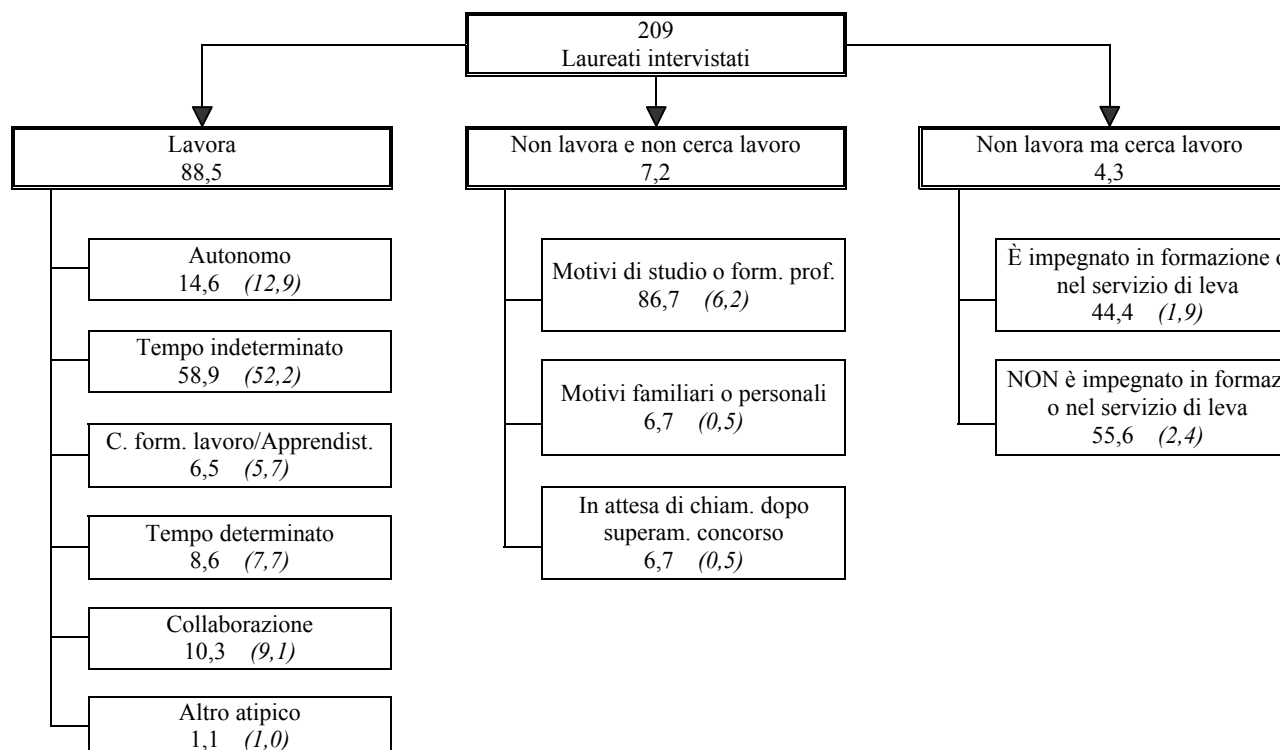 209
Laureati intervistati
Lavora
88,5
Non lavora e non cerca lavoro
7,2
Non lavora ma cerca lavoro
4,3
Autonomo
14,6 (12,9)
Tempo indeterminato
58,9 (52,2)
C. form. lavoro/Apprendist.
6,5 (5,7)
Tempo determinato
8,6 (7,7)
Collaborazione
10,3 (9,1)
Altro atipico
1,1 (1,0)
Motivi di studio o form. prof.
86,7 (6,2)
Motivi familiari o personali
6,7 (0,5)
In attesa di chiam. dopo
superam. concorso
6,7 (0,5)
È impegnato in formazione
nel servizio di leva
44,4 (1,9)
NON è impegnato in
o nel servizio di leva
55,6 (2,4)